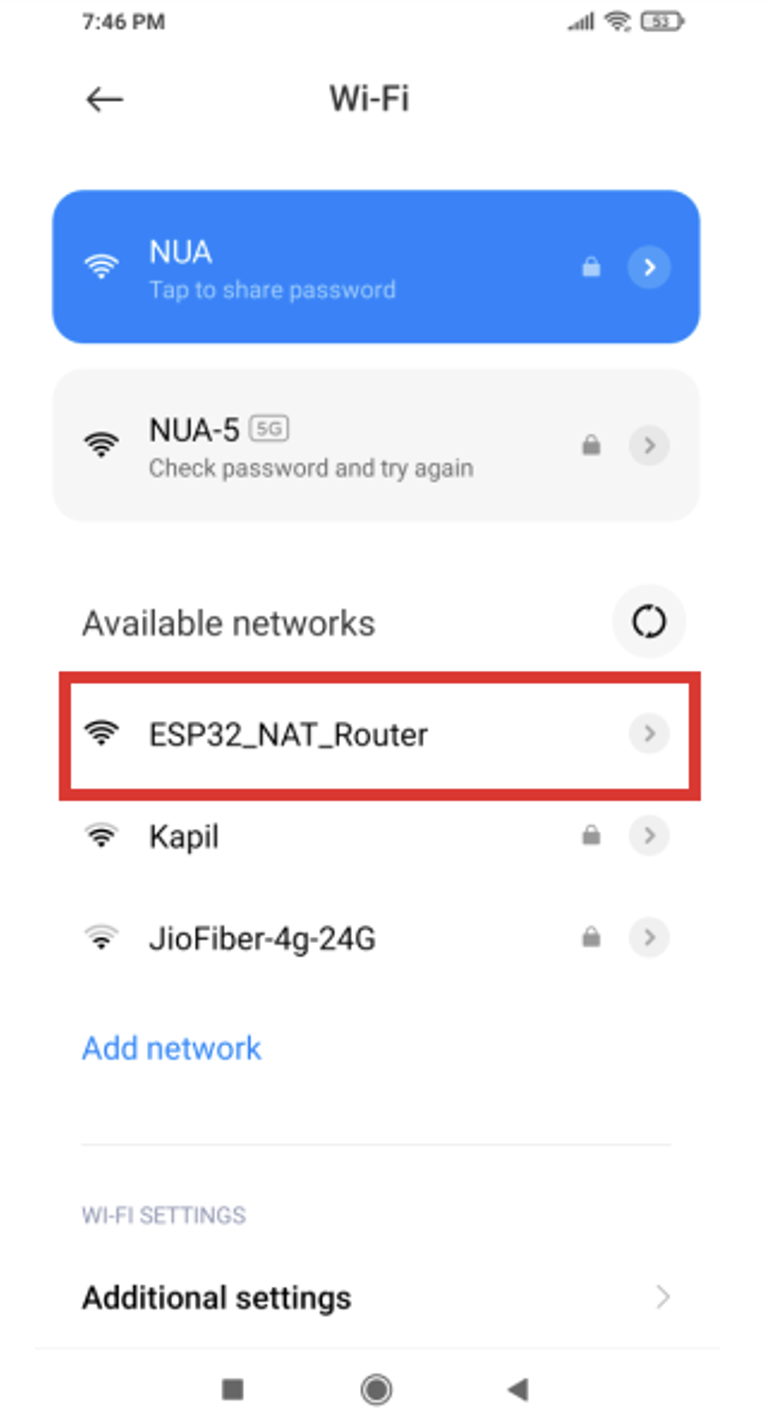 7:46 PM
53
Wi-Fi
NUA
Tap to share password
NUA-5 5G
Check password and try again
Available networks
ESP32_NAT_Router
Kapil
JioFiber-4g-24G
Add network
WI-FI SETTINGS
Additional settings